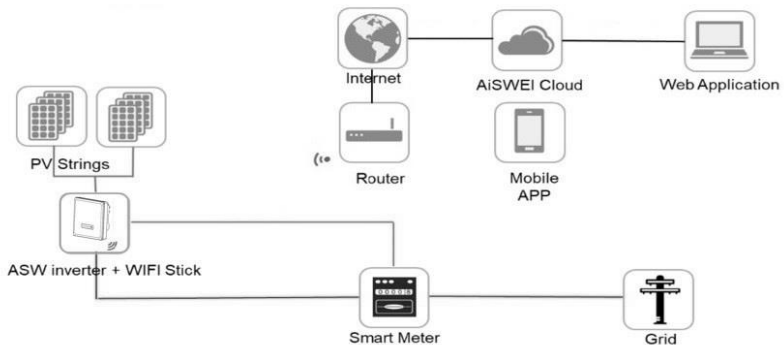 Internet
AiSWEI Cloud
Web Application
PV Strings
Router
Mobile
APP
ASW inverter + WIFI Stick
Smart Meter
Grid